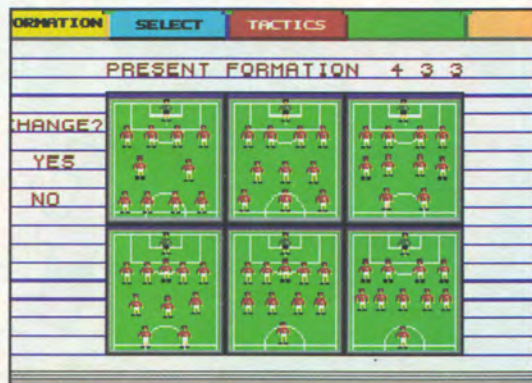 ORMATION SELECT TACTICS
PRESENT FORMATION 4 3 3
HANGE?
YES
NO